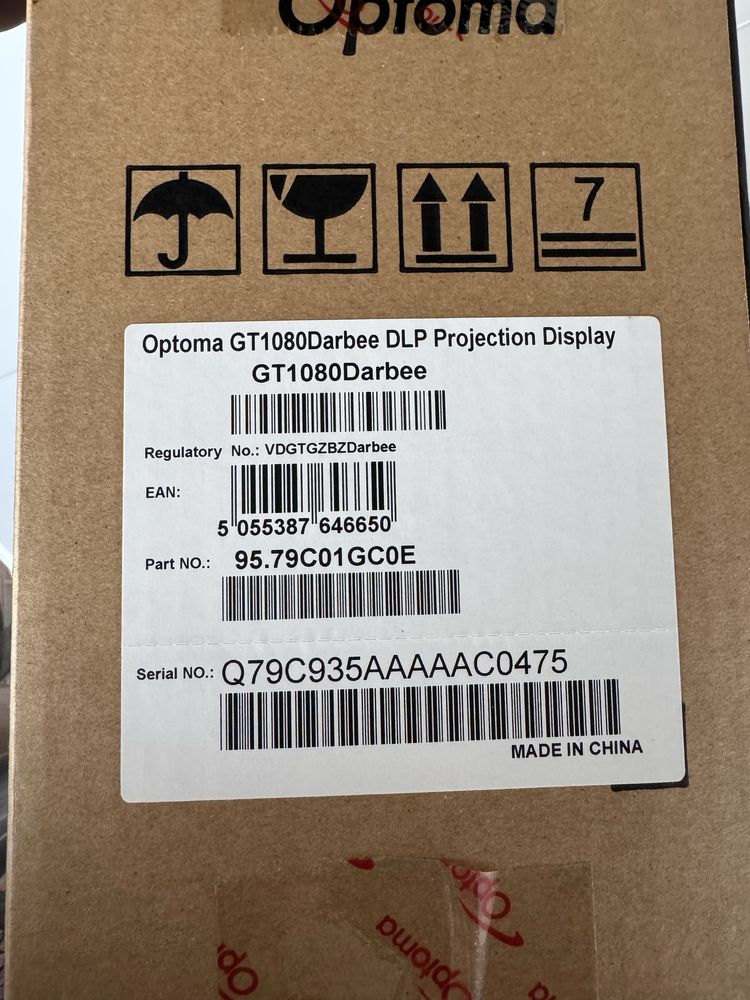 Optoma
7
Optoma GT1080Darbee DLP Projection Display
GT1080Darbee
Regulatory No.: VDGTGZBZDarbee
EAN:
5 055387 646650
Part NO.: 95.79C01GC0E
Serial NO.: Q79C935AAAAAC0475
MADE IN CHINA
Optoma